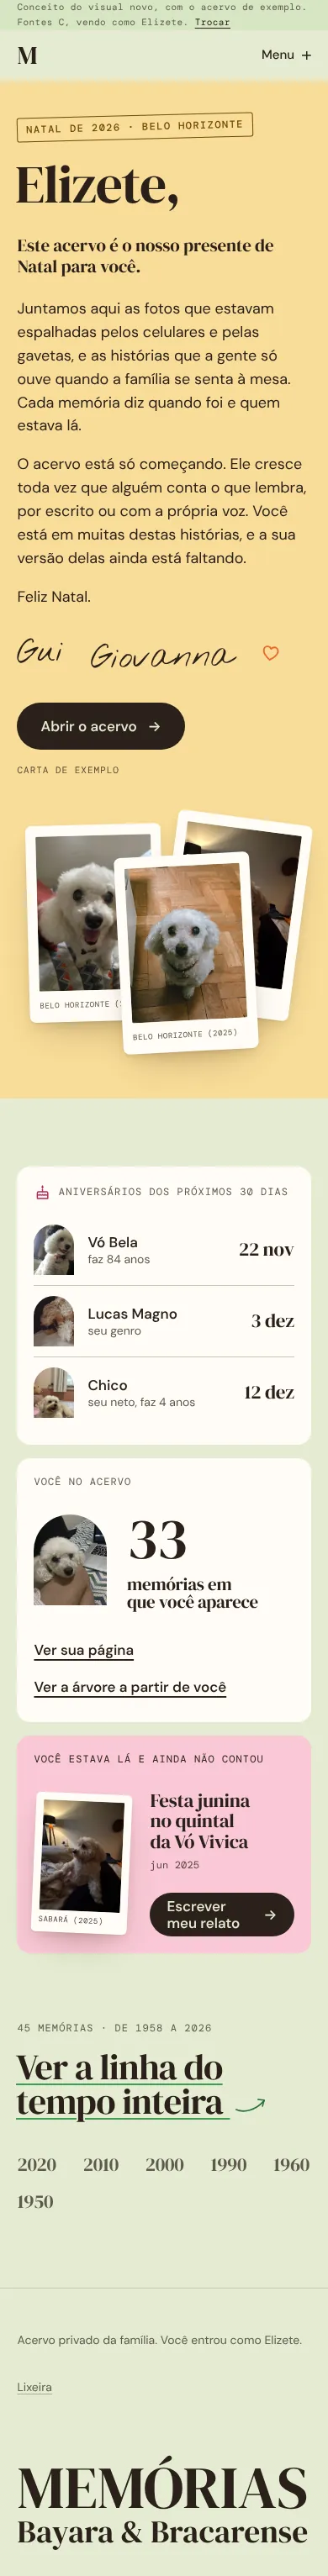 Conceito do visual novo, com o acervo de exemplo.
Fontes C, vendo como Elizete. Trocar
M
Menu +
NATAL DE 2026 · BELO HORIZONTE
Elizete,
Este acervo é o nosso presente de
Natal para você.
Juntamos aqui as fotos que estavam
espalhadas pelos celulares e pelas
gavetas, e as histórias que a gente só
ouve quando a família se senta à mesa.
Cada memória diz quando foi e quem
estava lá.
O acervo está só começando. Ele cresce
toda vez que alguém conta o que lembra,
por escrito ou com a própria voz. Você
está em muitas destas histórias, e a sua
versão delas ainda está faltando.
Feliz Natal.
Gui Giovanna
Abrir o acervo →
CARTA DE EXEMPLO
BELO HORIZONTE (
BELO HORIZONTE (2025)
ANIVERSÁRIOS DOS PRÓXIMOS 30 DIAS
Vó Bela
faz 84 anos
22 nov
Lucas Magno
seu genro
3 dez
Chico
seu neto, faz 4 anos
12 dez
VOCÊ NO ACERVO
33
memórias em
que você aparece
Ver sua página
Ver a árvore a partir de você
VOCÊ ESTAVA LÁ E AINDA NÃO CONTOU
Festa junina
no quintal
da Vó Vivica
jun 2025
SABARÁ (2025)
Escrever
meu relato →
45 MEMÓRIAS · DE 1958 A 2026
Ver a linha do
tempo inteira
2020 2010 2000 1990 1960
1950
Acervo privado da família. Você entrou como Elizete.
Lixeira
MEMÓRIAS
Bayara & Bracarense